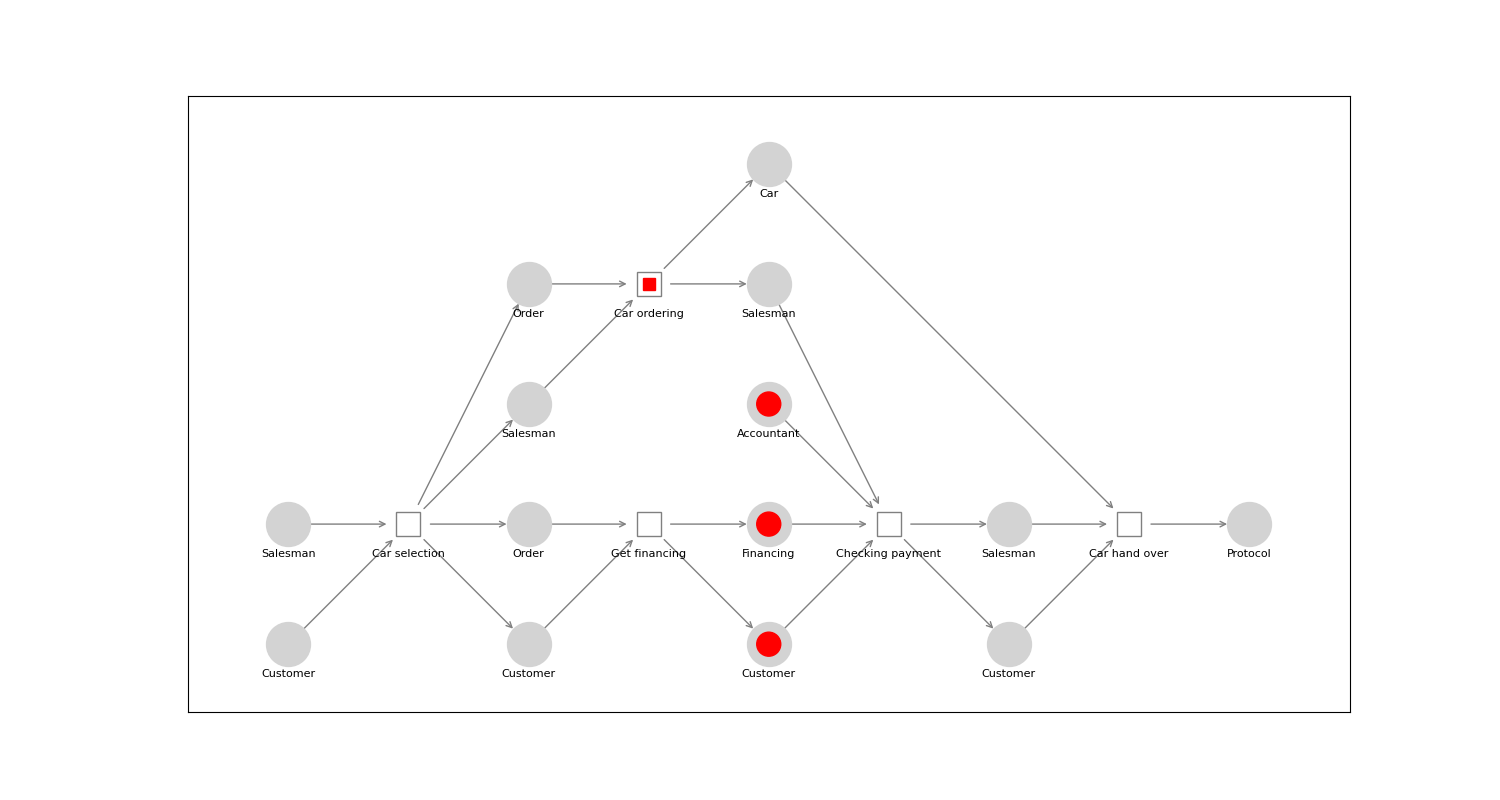 Car
Order
Car ordering
Salesman
Salesman
Accountant
Salesman
Car selection
Order
Get financing
Financing
Checking payment
Salesman
Car hand over
Protocol
Customer
Customer
Customer
Customer